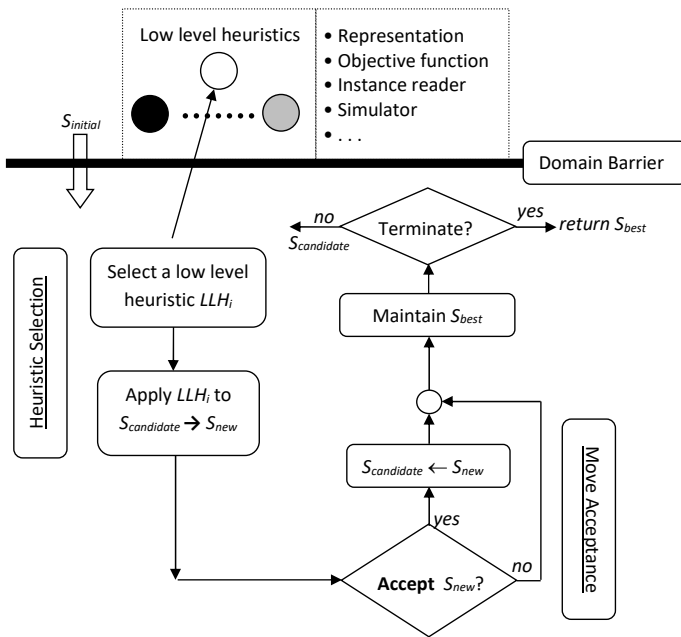 Low level heuristics
• Representation
• Objective function
• Instance reader
• Simulator
• . . .
S_initial
Domain Barrier
no
Terminate?
yes
S_candidate
return S_best
Heuristic Selection
Select a low level
heuristic LLH_i
Maintain S_best
Apply LLH_i to
S_candidate → S_new
S_candidate ← S_new
Move Acceptance
yes
Accept S_new?
no